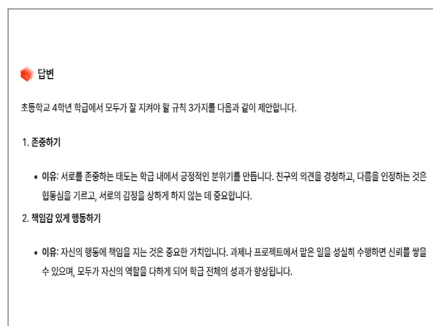 답변
초등학교 4학년 학급에서 모두가 잘 지켜야 할 규칙 3가지를 다음과 같이 제안합니다.
1. 존중하기
• 이유: 서로를 존중하는 태도는 학급 내에서 긍정적인 분위기를 만듭니다. 친구의 의견을 경청하고, 다름을 인정하는 것은
협동심을 기르고, 서로의 감정을 상하게 하지 않는 데 중요합니다.
2. 책임감 있게 행동하기
• 이유: 자신의 행동에 책임을 지는 것은 중요한 가치입니다. 과제나 프로젝트에서 맡은 일을 성실히 수행하면 신뢰를 쌓을
수 있으며, 모두가 자신의 역할을 다하게 되어 학급 전체의 성과가 향상됩니다.